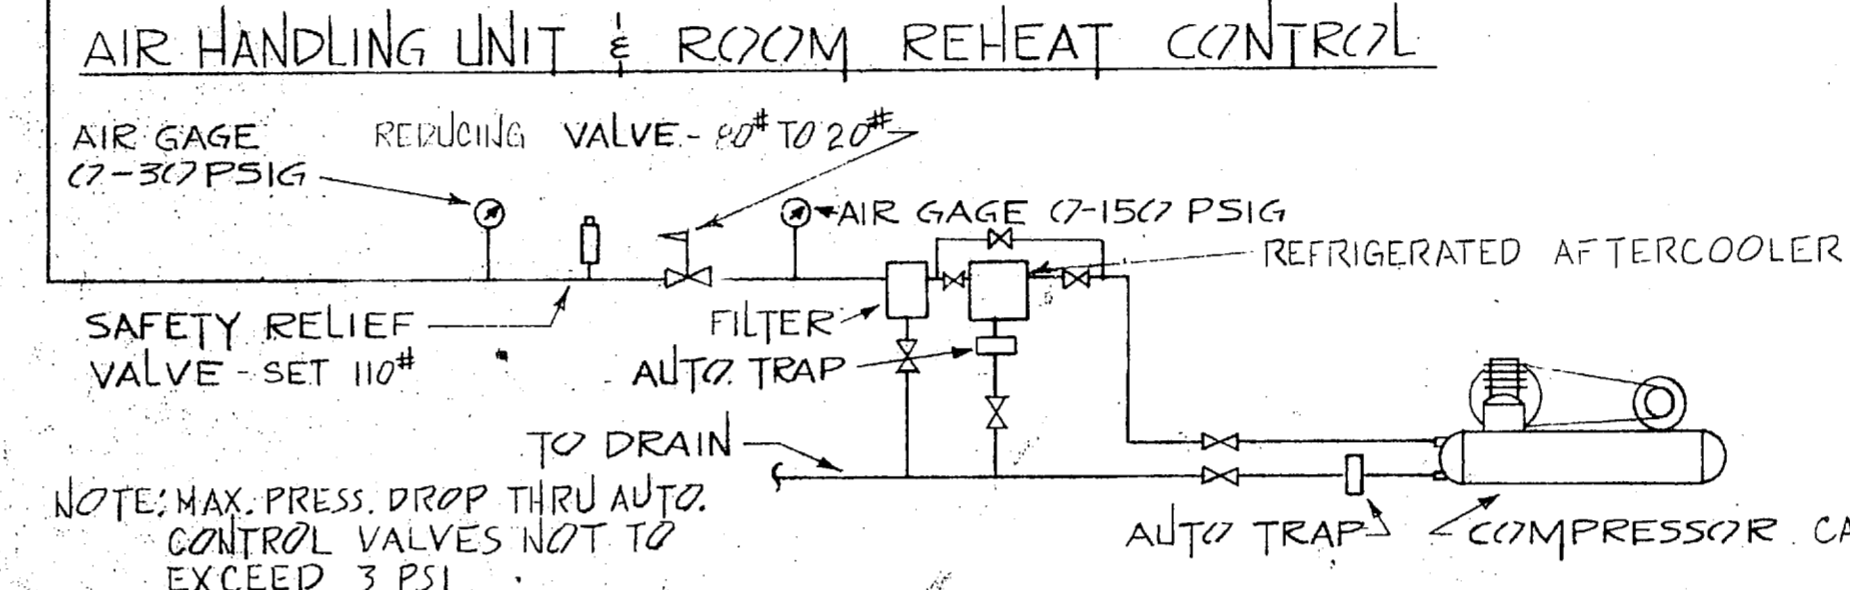 AIR HANDLING UNIT & ROOM REHEAT CONTROL
AIR GAGE
0-30 PSIG
REDUCING VALVE - 80# TO 20#
AIR GAGE 0-150 PSIG
REFRIGERATED AFTERCOOLER
SAFETY RELIEF
VALVE - SET 110#
FILTER
AUTO. TRAP
TO DRAIN
NOTE: MAX. PRESS. DROP THRU AUTO.
CONTROL VALVES NOT TO
EXCEED 3 PSI
AUTO TRAP
COMPRESSOR CA